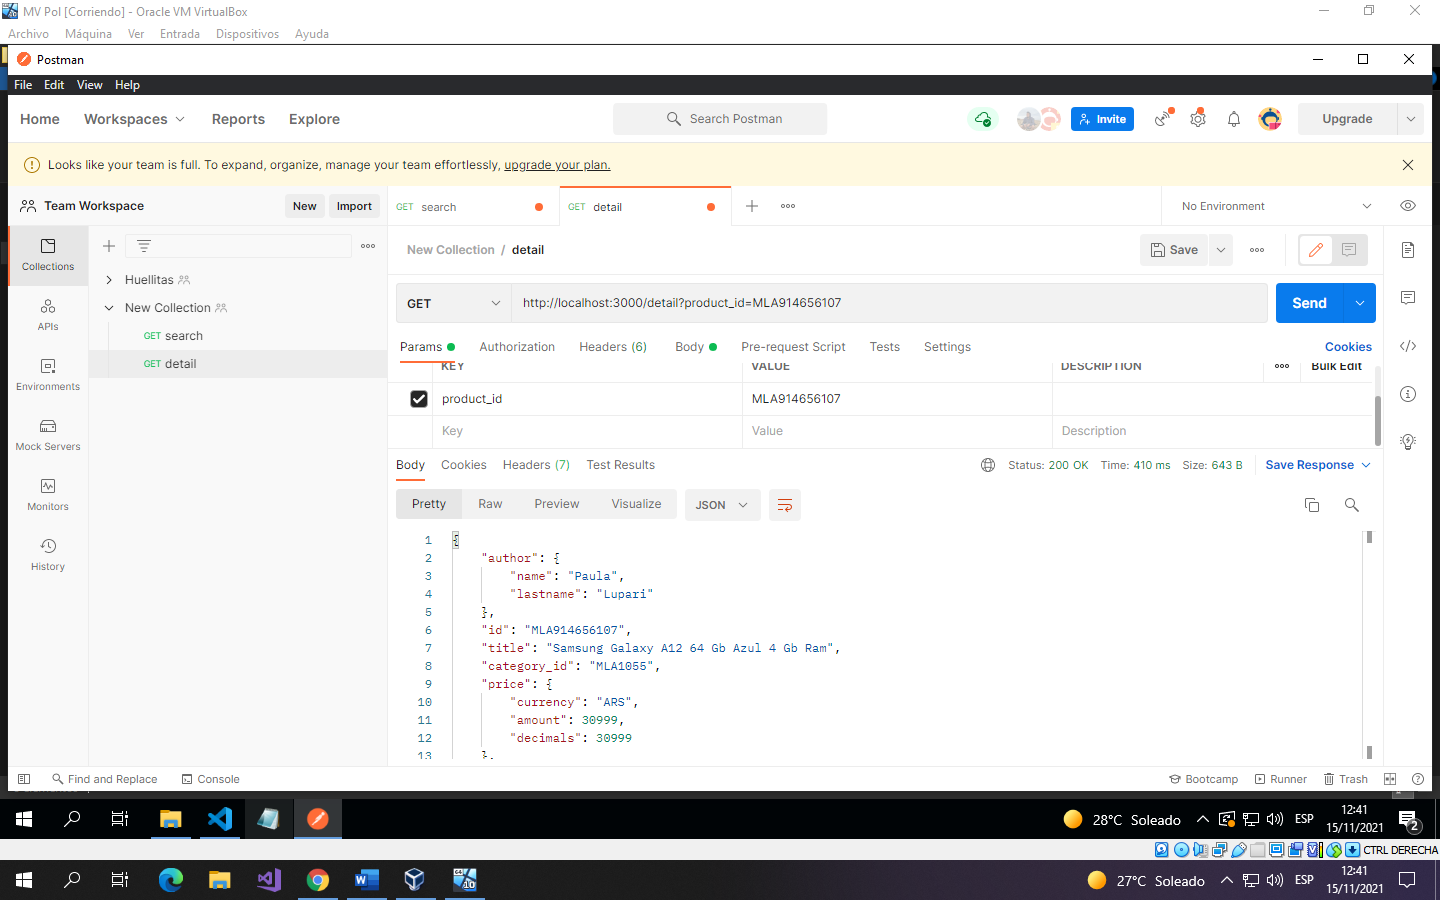 MV Pol [Corriendo] - Oracle VM VirtualBox
Archivo Máquina Ver Entrada Dispositivos Ayuda
Postman
File Edit View Help
Home Workspaces Reports Explore Search Postman Invite Upgrade
Looks like your team is full. To expand, organize, manage your team effortlessly, upgrade your plan.
Team Workspace New Import GET search GET detail No Environment
Collections
APIs
Environments
Mock Servers
Monitors
History
Huellitas
New Collection
GET search
GET detail
New Collection / detail Save
GET http://localhost:3000/detail?product_id=MLA914656107 Send
Params Authorization Headers (6) Body Pre-request Script Tests Settings Cookies
KEY VALUE DESCRIPTION Bulk Edit
product_id MLA914656107
Key Value Description
Body Cookies Headers (7) Test Results Status: 200 OK Time: 410 ms Size: 643 B Save Response
Pretty Raw Preview Visualize JSON
1 {
2 "author": {
3 "name": "Paula",
4 "lastname": "Lupari"
5 },
6 "id": "MLA914656107",
7 "title": "Samsung Galaxy A12 64 Gb Azul 4 Gb Ram",
8 "category_id": "MLA1055",
9 "price": {
10 "currency": "ARS",
11 "amount": 30999,
12 "decimals": 30999
13 },
Find and Replace Console Bootcamp Runner Trash
28°C Soleado ESP 12:41
15/11/2021 2
CTRL DERECHA
27°C Soleado ESP 12:41
15/11/2021